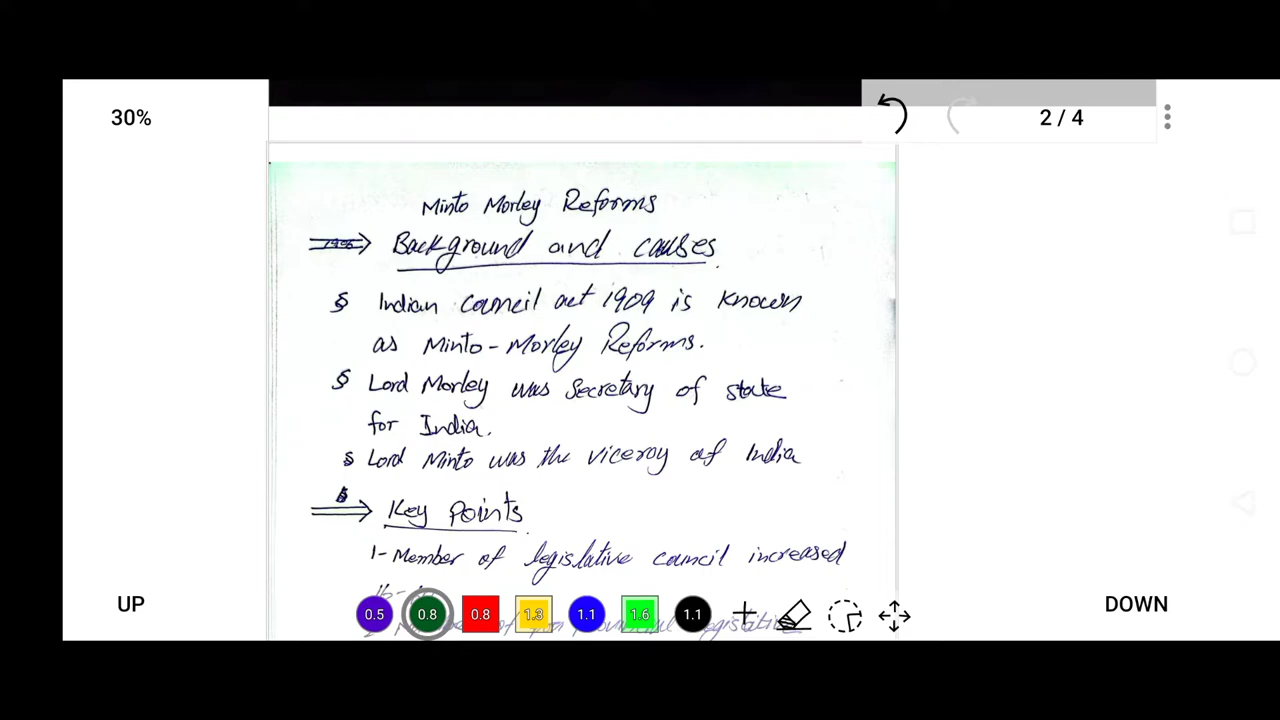 30%
2 / 4
Minto Morley Reforms
Background and causes
§ Indian council act 1909 is known
as Minto-Morley Reforms.
§ Lord Morley was Secretary of state
for India.
§ Lord Minto was the viceroy of India
Key Points
1- Member of legislative council increased
UP
0.5 0.8 0.8 1.3 1.1 1.6 1.1
DOWN